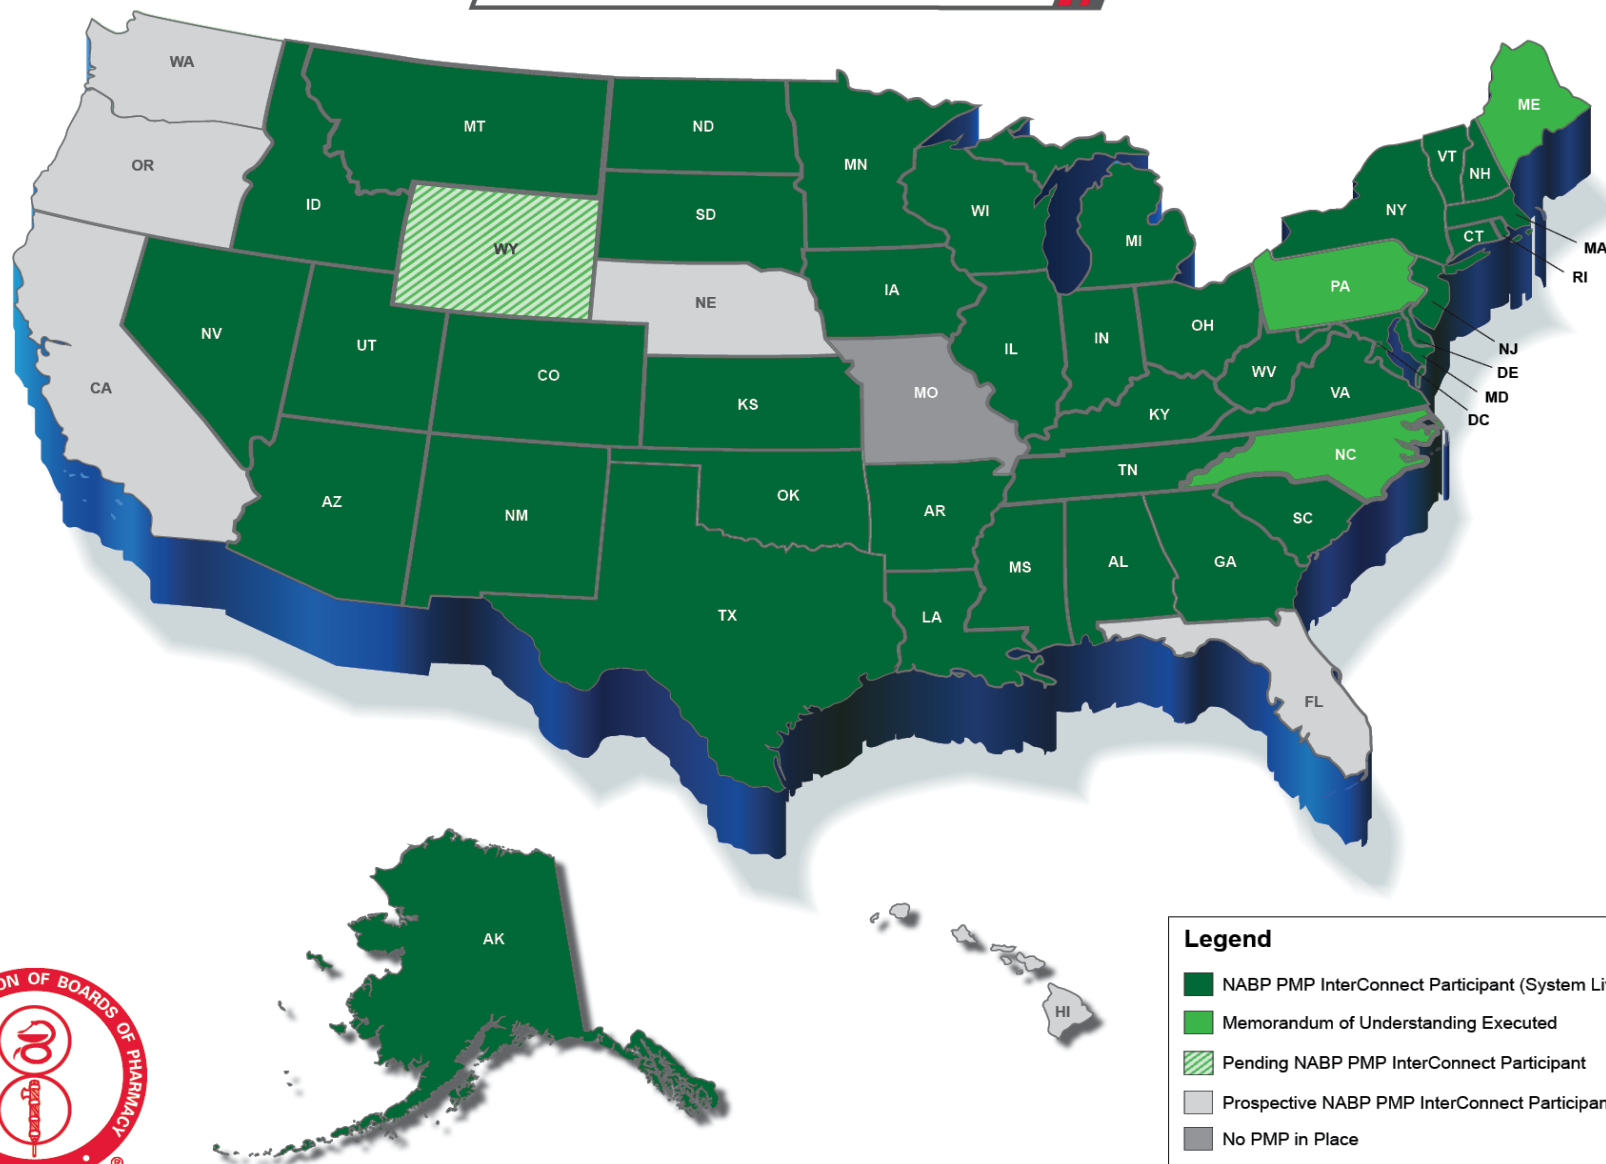 WA
ME
MT
ND
VT
MN
OR
NH
ID
SD
WI
NY
CT
MI
WY
MA
RI
PA
IA
NE
OH
NV
IN
UT
IL
NJ
WV
DE
CO
CA
MO
VA
MD
KS
KY
DC
NC
TN
OK
AZ
AR
SC
NM
GA
AL
MS
TX
LA
FL
AK
HI
Legend
NABP PMP InterConnect Participant (System Li
Memorandum of Understanding Executed
Pending NABP PMP InterConnect Participant
Prospective NABP PMP InterConnect Participan
No PMP in Place
ON OF BOARDS OF PHARMACY
®